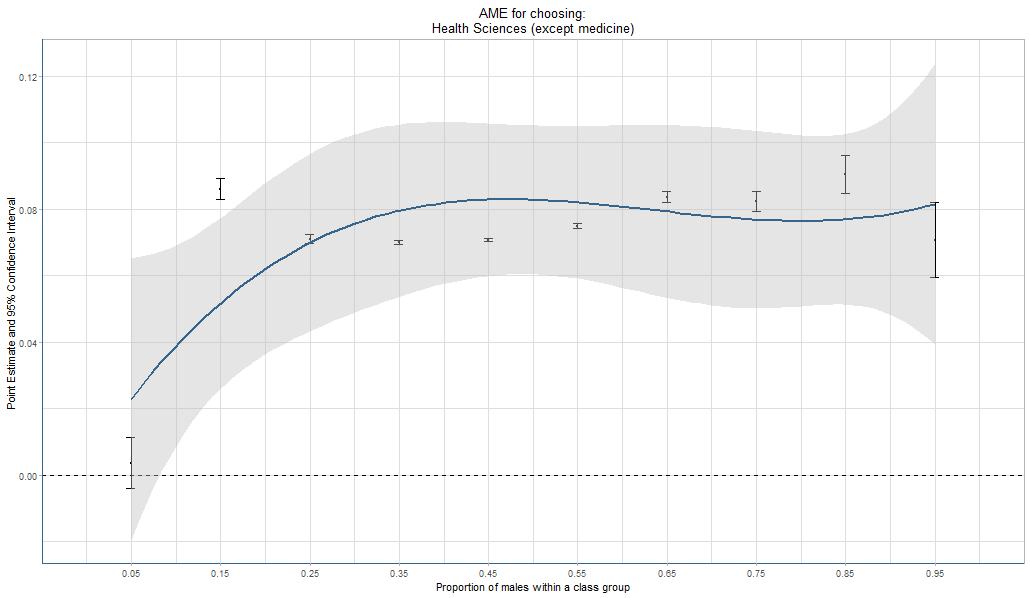 AME for choosing:
Health Sciences (except medicine)
Point Estimate and 95% Confidence Interval
0.12
0.08
0.04
0.00
0.05 0.15 0.25 0.35 0.45 0.55 0.65 0.75 0.85 0.95
Proportion of males within a class group